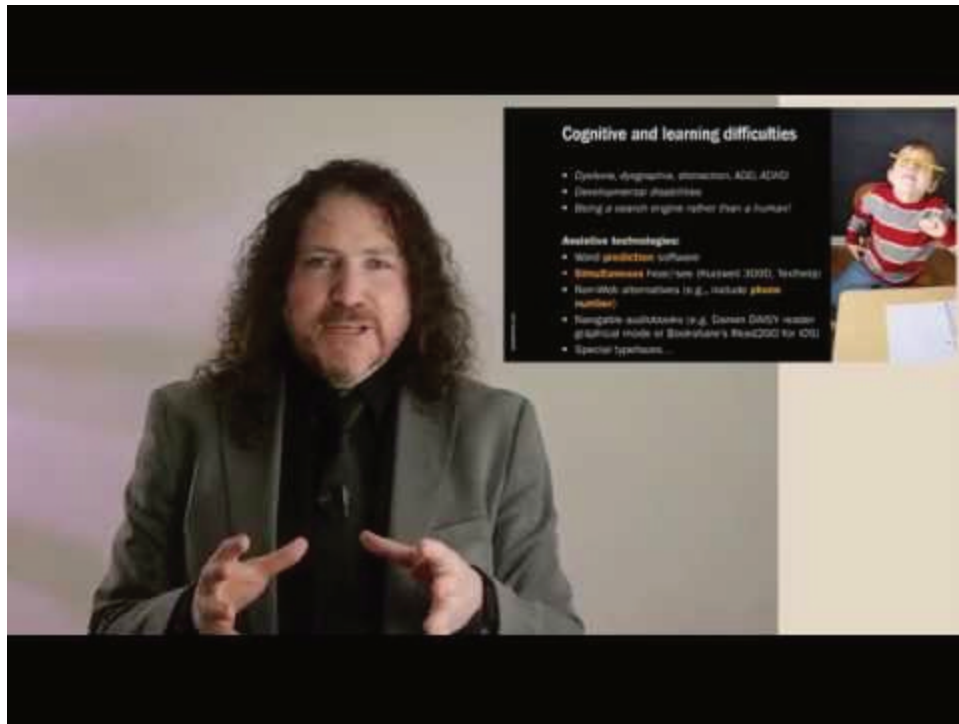 Cognitive and learning difficulties
Dyslexia, dysgraphia, distraction, ADD, ADHD
Developmental disabilities
Being a search engine rather than a human!
Assistive technologies:
Word prediction software
Simultaneous hear/see (Kurzweil 3000, TextHelp)
Non-Web alternatives (e.g., include phone
number)
Navigable audiobooks (e.g. DAISY reader
graphical mode or Bookshare's Read2GO for iOS)
Special typefaces...